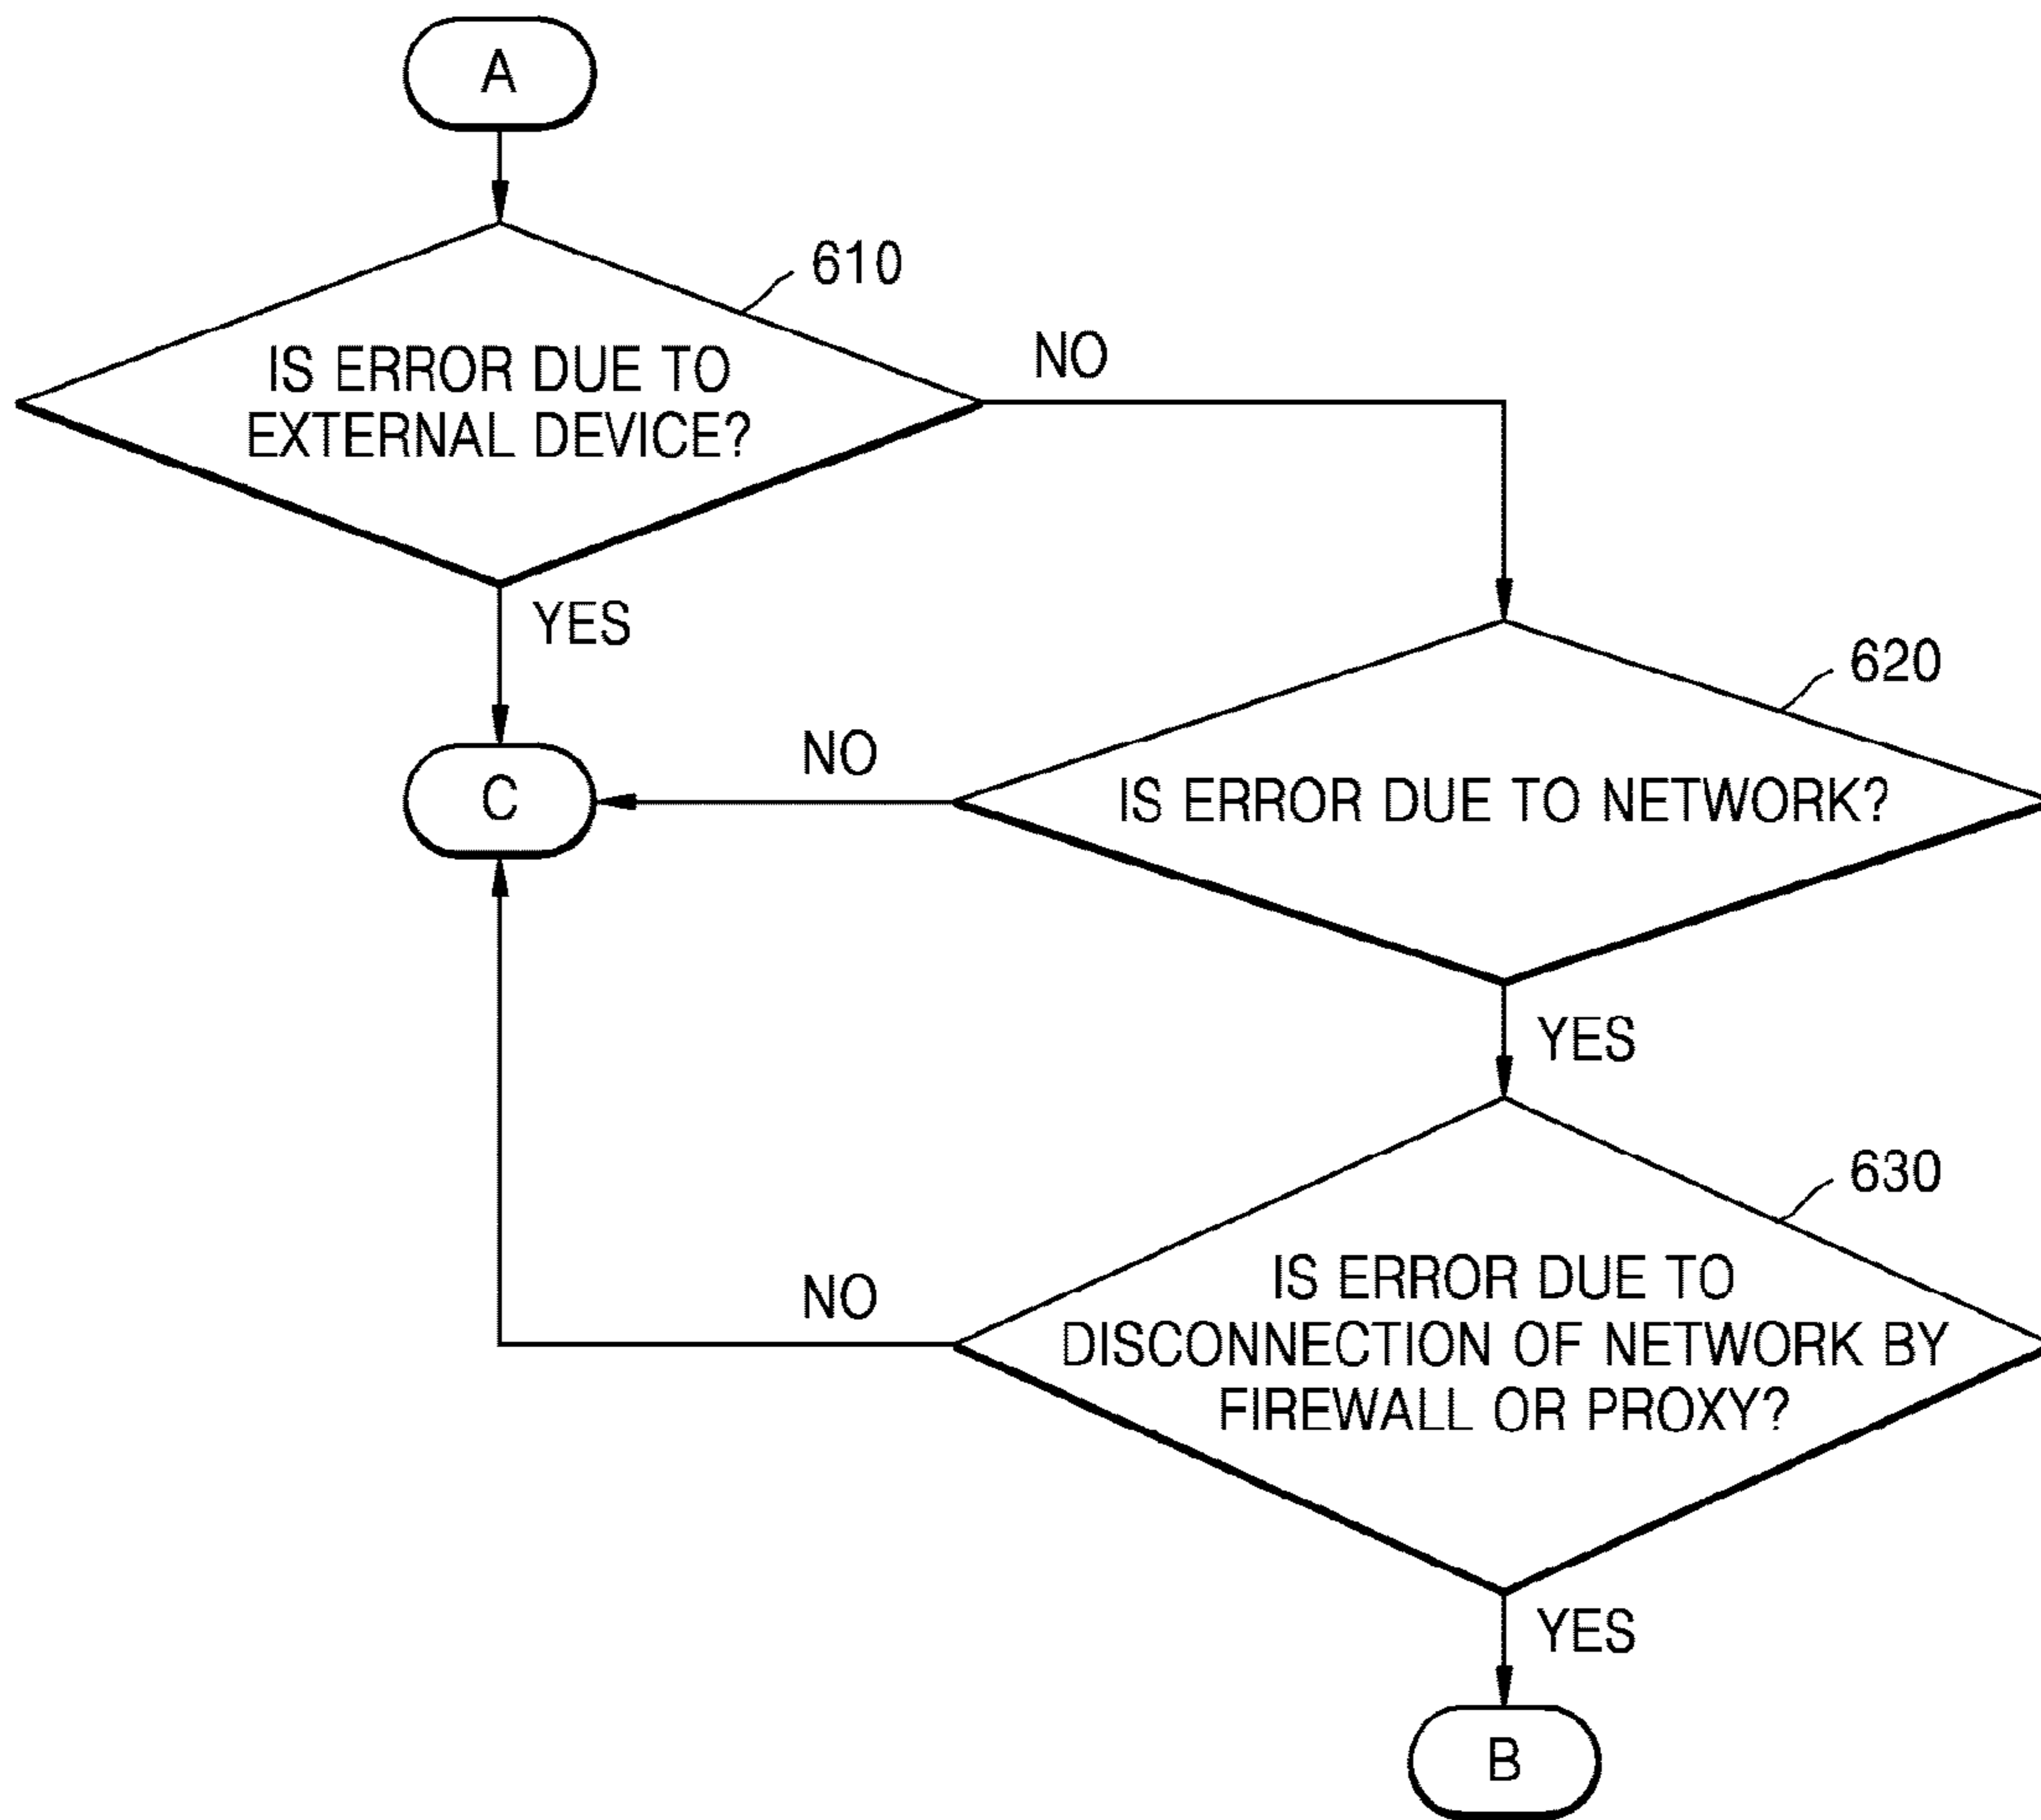 A
610
IS ERROR DUE TO
EXTERNAL DEVICE?
NO
YES
620
NO
C
IS ERROR DUE TO NETWORK?
YES
630
NO
IS ERROR DUE TO
DISCONNECTION OF NETWORK BY
FIREWALL OR PROXY?
YES
B